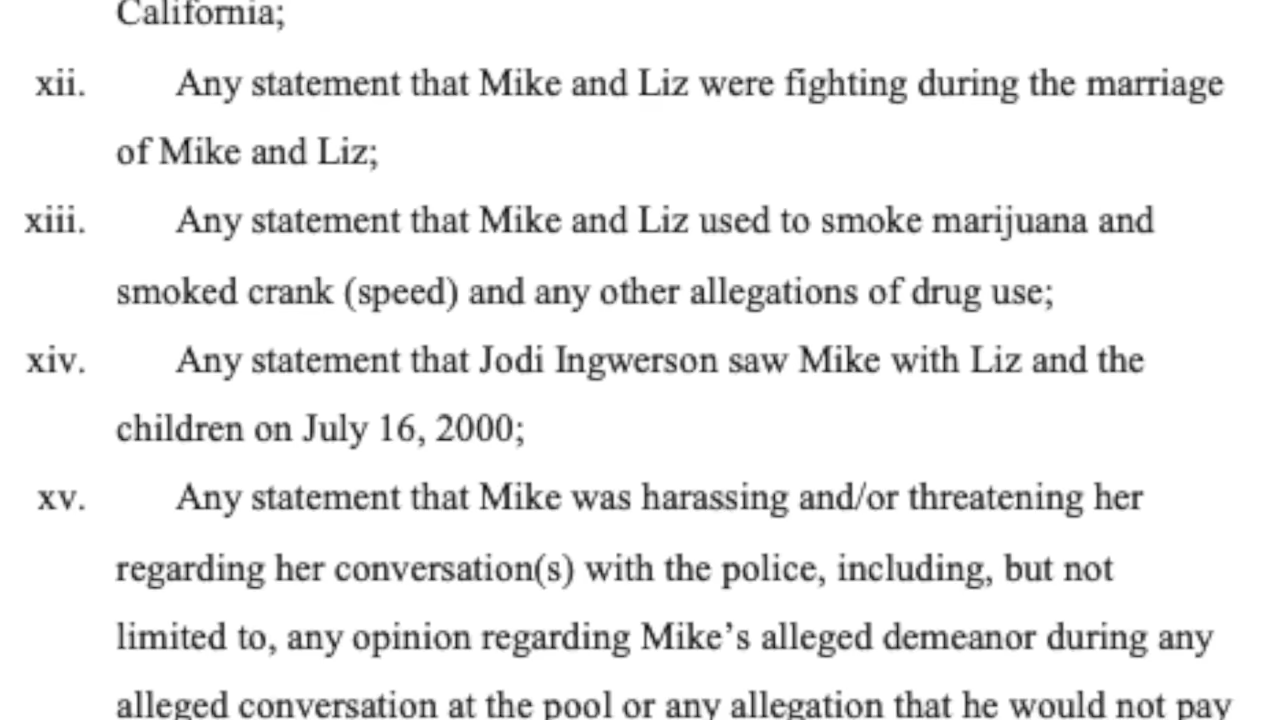 California;
xii. Any statement that Mike and Liz were fighting during the marriage
of Mike and Liz;
xiii. Any statement that Mike and Liz used to smoke marijuana and
smoked crank (speed) and any other allegations of drug use;
xiv. Any statement that Jodi Ingwerson saw Mike with Liz and the
children on July 16, 2000;
xv. Any statement that Mike was harassing and/or threatening her
regarding her conversation(s) with the police, including, but not
limited to, any opinion regarding Mike’s alleged demeanor during any
alleged conversation at the pool or any allegation that he would not pay